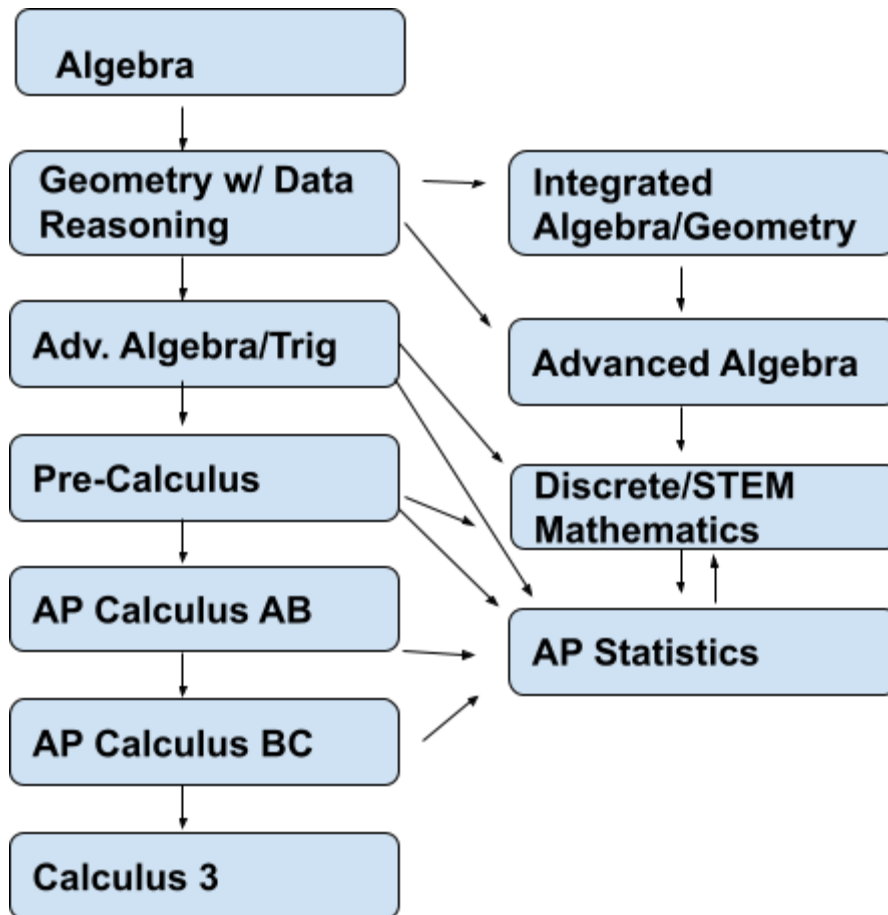 Algebra
Geometry w/ Data
Reasoning
Integrated
Algebra/Geometry
Adv. Algebra/Trig
Advanced Algebra
Pre-Calculus
Discrete/STEM
Mathematics
AP Calculus AB
AP Statistics
AP Calculus BC
Calculus 3